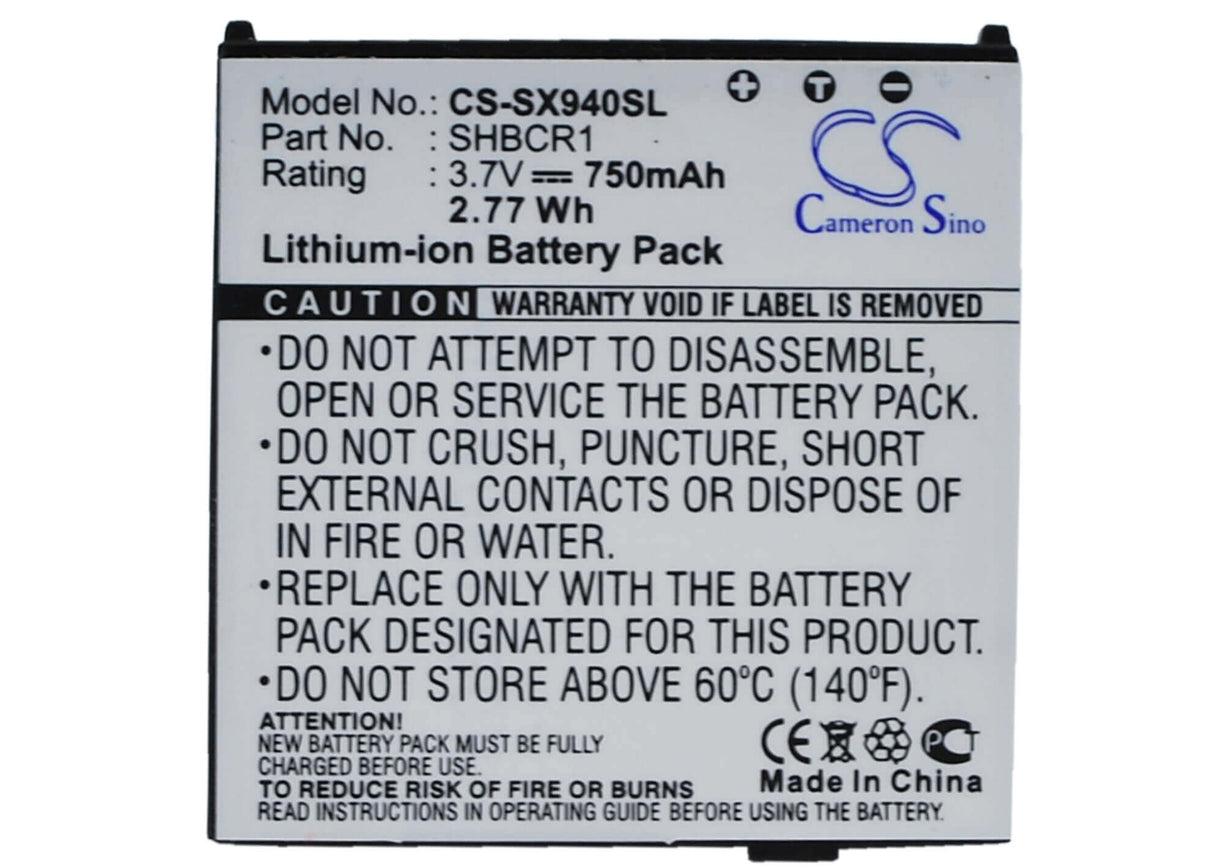 Model No.: CS-SX940SL
Part No. : SHBCR1
Rating : 3.7V 750mAh
2.77 Wh
Lithium-ion Battery Pack
+ T -
CS
Cameron Sino
CAUTION WARRANTY VOID IF LABEL IS REMOVED
•DO NOT ATTEMPT TO DISASSEMBLE,
OPEN OR SERVICE THE BATTERY PACK.
•DO NOT CRUSH, PUNCTURE, SHORT
EXTERNAL CONTACTS OR DISPOSE OF
IN FIRE OR WATER.
•REPLACE ONLY WITH THE BATTERY
PACK DESIGNATED FOR THIS PRODUCT.
•DO NOT STORE ABOVE 60ºC (140ºF).
ATTENTION!
NEW BATTERY PACK MUST BE FULLY
CHARGED BEFORE USE.
TO REDUCE RISK OF FIRE OR BURNS
READ INSTRUCTIONS IN OPERATING GUIDE BEFORE USING THE BATTERY.
CE PCT
Made In China